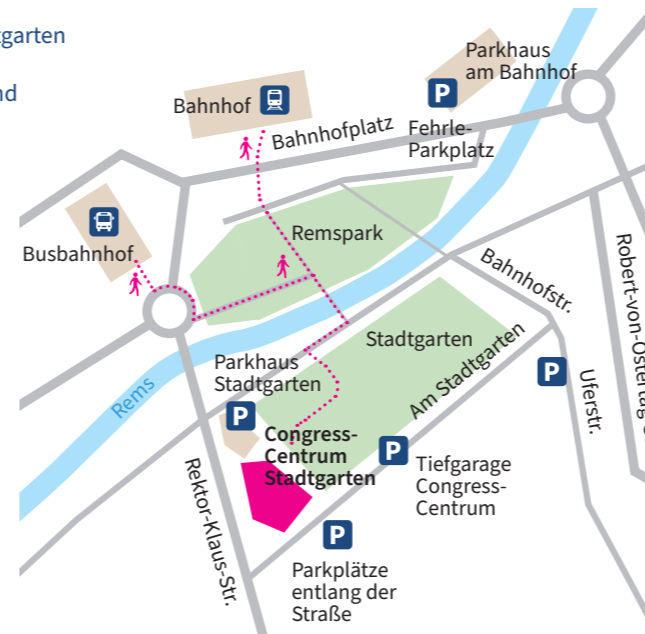 tgarten
nd
Parkhaus
am Bahnhof
P
Bahnhof
Bahnhofplatz
Fehrle-
Parkplatz
Busbahnhof
Remspark
Bahnhofstr.
Robert-von-Ostertag-
Stadtgarten
Parkhaus
Stadtgarten
P
Rems
Am Stadtgarten
P
Uferstr.
Congress-
Centrum
Stadtgarten
P
Tiefgarage
Congress-
Centrum
Rektor-Klaus-Str.
P
Parkplätze
entlang der
Straße